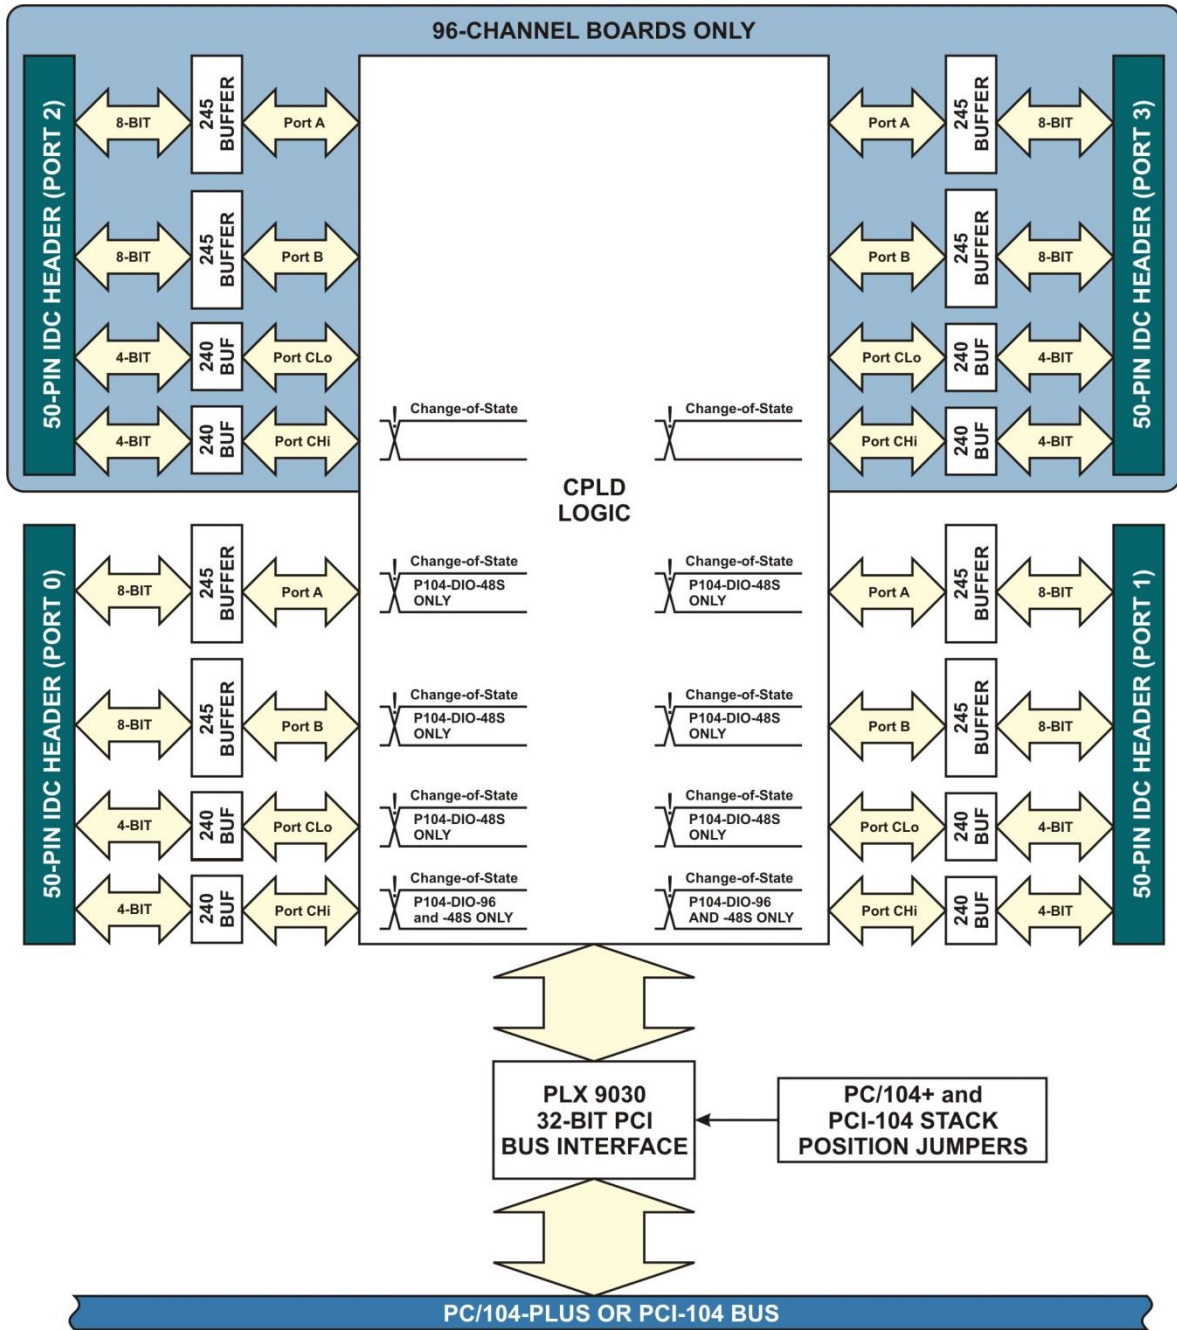 96-CHANNEL BOARDS ONLY
50-PIN IDC HEADER (PORT 2)
8-BIT
245
BUFFER
Port A
8-BIT
245
BUFFER
Port B
4-BIT
240
BUF
Port CLo
4-BIT
240
BUF
Port CHi
!
Change-of-State
!
Change-of-State
CPLD
LOGIC
Port A
245
BUFFER
8-BIT
Port B
245
BUFFER
8-BIT
Port CLo
240
BUF
4-BIT
Port CHi
240
BUF
4-BIT
50-PIN IDC HEADER (PORT 3)
50-PIN IDC HEADER (PORT 0)
8-BIT
245
BUFFER
Port A
8-BIT
245
BUFFER
Port B
4-BIT
240
BUF
Port CLo
4-BIT
240
BUF
Port CHi
!
Change-of-State
P104-DIO-48S
ONLY
!
Change-of-State
P104-DIO-48S
ONLY
!
Change-of-State
P104-DIO-48S
ONLY
!
Change-of-State
P104-DIO-96
and -48S ONLY
!
Change-of-State
P104-DIO-48S
ONLY
!
Change-of-State
P104-DIO-48S
ONLY
!
Change-of-State
P104-DIO-48S
ONLY
!
Change-of-State
P104-DIO-96
AND -48S ONLY
Port A
245
BUFFER
8-BIT
Port B
245
BUFFER
8-BIT
Port CLo
240
BUF
4-BIT
Port CHi
240
BUF
4-BIT
50-PIN IDC HEADER (PORT 1)
PLX 9030
32-BIT PCI
BUS INTERFACE
PC/104+ and
PCI-104 STACK
POSITION JUMPERS
PC/104-PLUS OR PCI-104 BUS